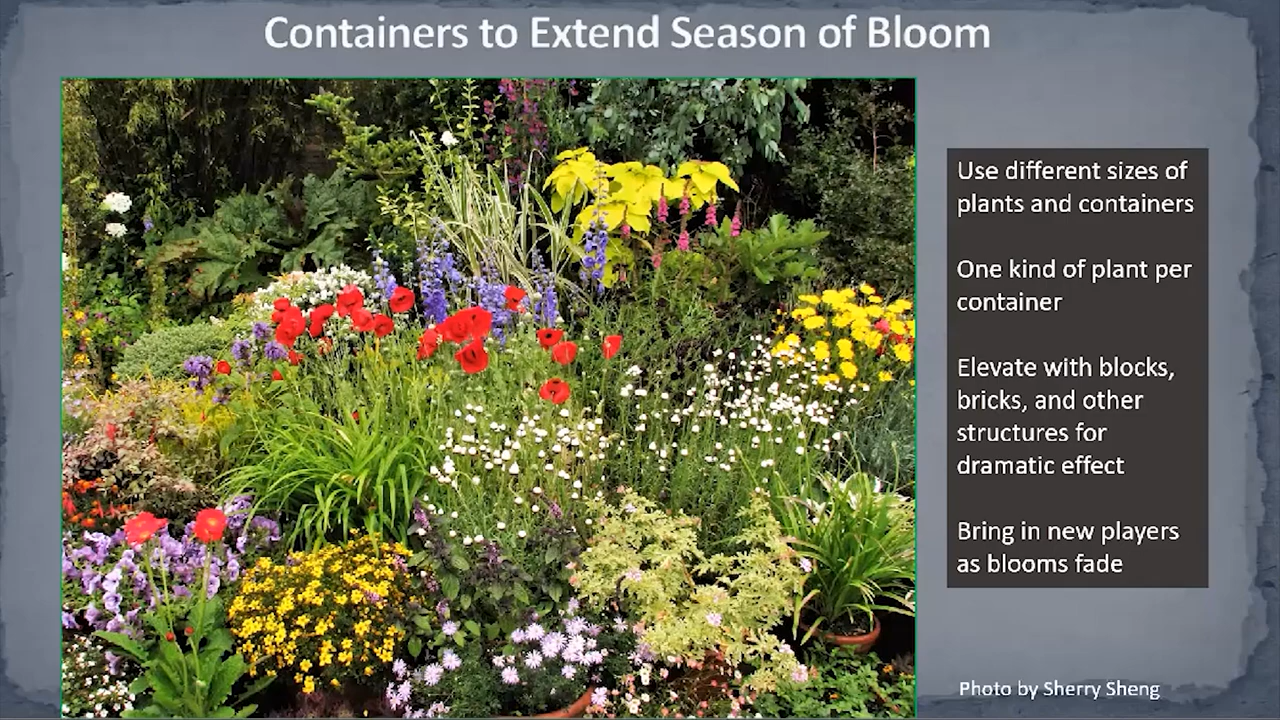 Containers to Extend Season of Bloom
Use different sizes of
plants and containers
One kind of plant per
container
Elevate with blocks,
bricks, and other
structures for
dramatic effect
Bring in new players
as blooms fade
Photo by Sherry Sheng